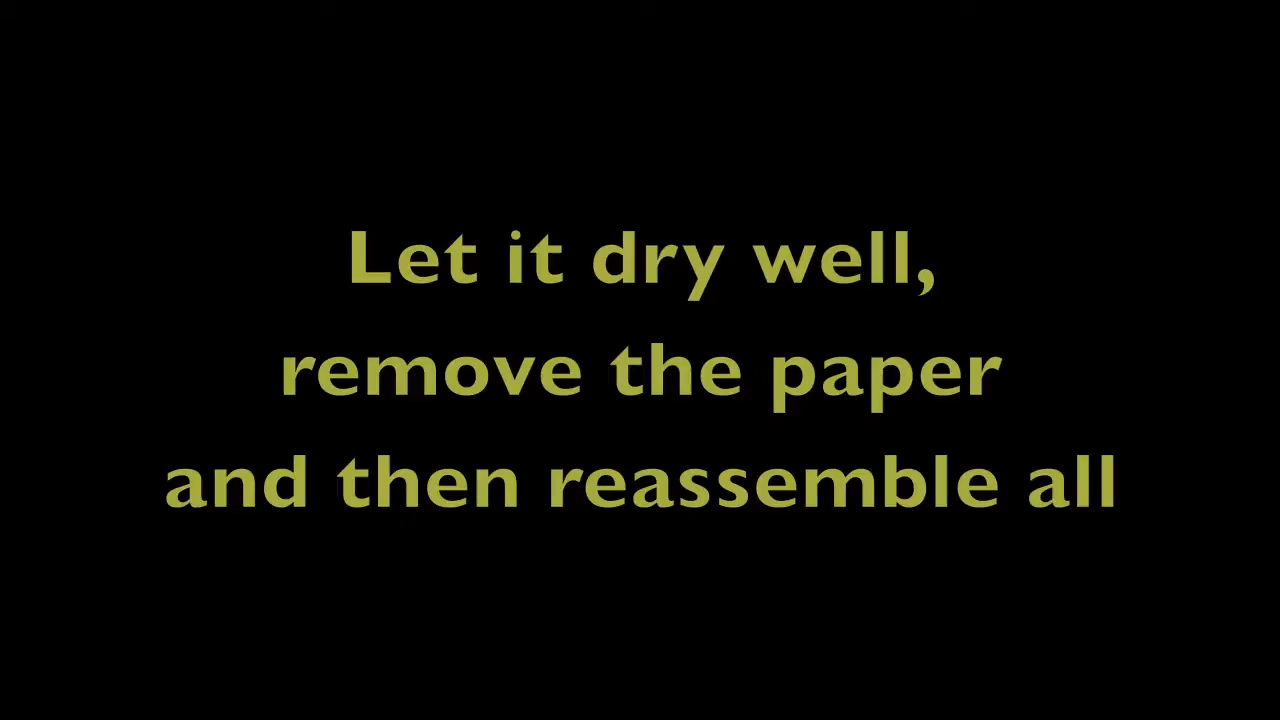 Let it dry well,
remove the paper
and then reassemble all